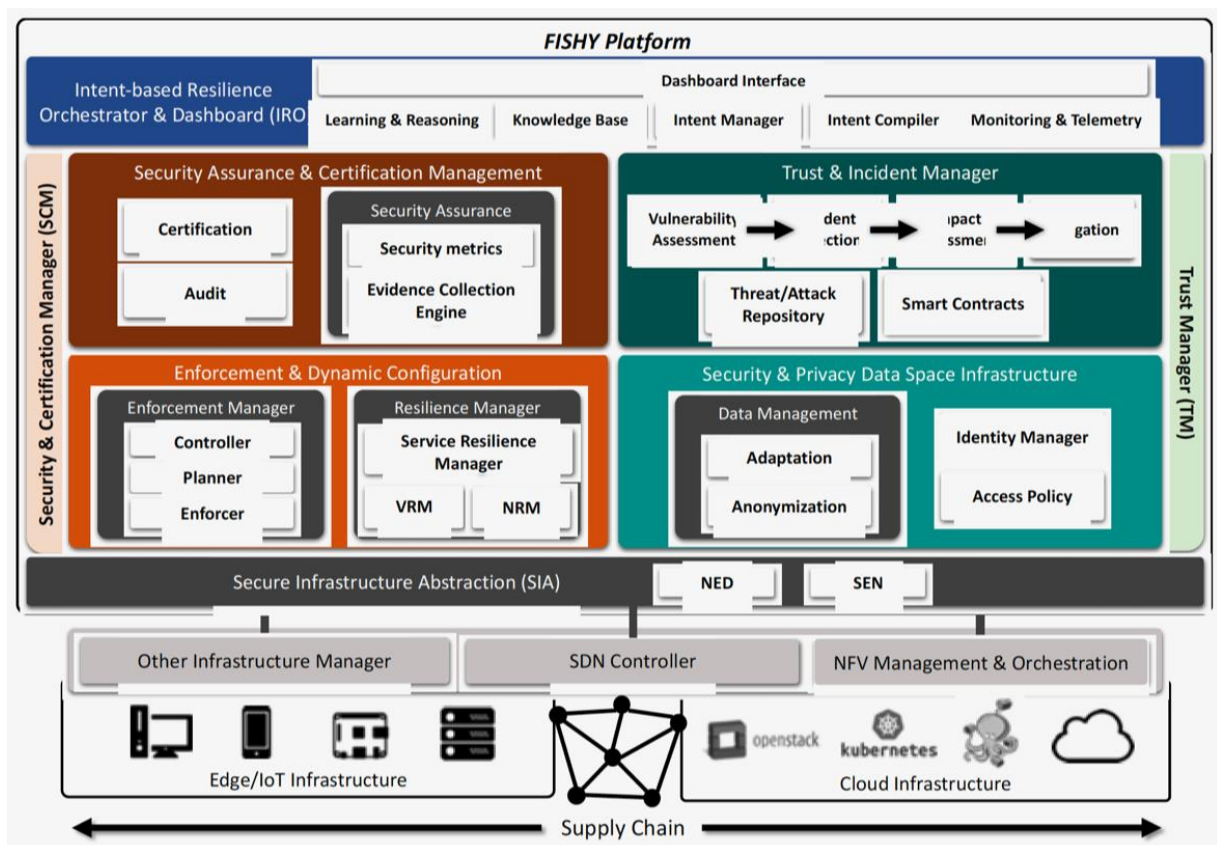 FISHY Platform
Intent-based Resilience
Orchestrator & Dashboard (IRO
Dashboard Interface
Learning & Reasoning
Knowledge Base
Intent Manager
Intent Compiler
Monitoring & Telemetry
Security & Certification Manager (SCM)
Security Assurance & Certification Management
Certification
Audit
Security Assurance
Security metrics
Evidence Collection
Engine
Trust & Incident Manager
Vulnerability
Assessment
gation
Threat/Attack
Repository
Smart Contracts
Trust Manager (TM)
Enforcement & Dynamic Configuration
Enforcement Manager
Controller
Planner
Enforcer
Resilience Manager
Service Resilience
Manager
VRM
NRM
Security & Privacy Data Space Infrastructure
Data Management
Adaptation
Anonymization
Identity Manager
Access Policy
Secure Infrastructure Abstraction (SIA)
NED
SEN
Other Infrastructure Manager
SDN Controller
NFV Management & Orchestration
openstack
kubernetes
Edge/IoT Infrastructure
Cloud Infrastructure
Supply Chain